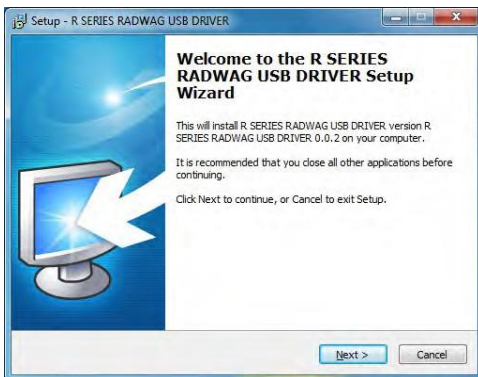 Setup - R SERIES RADWAG USB DRIVER
Welcome to the R SERIES
RADWAG USB DRIVER Setup
Wizard
This will install R SERIES RADWAG USB DRIVER version R
SERIES RADWAG USB DRIVER 0.0.2 on your computer.
It is recommended that you close all other applications before
continuing.
Click Next to continue, or Cancel to exit Setup.
Next >
Cancel